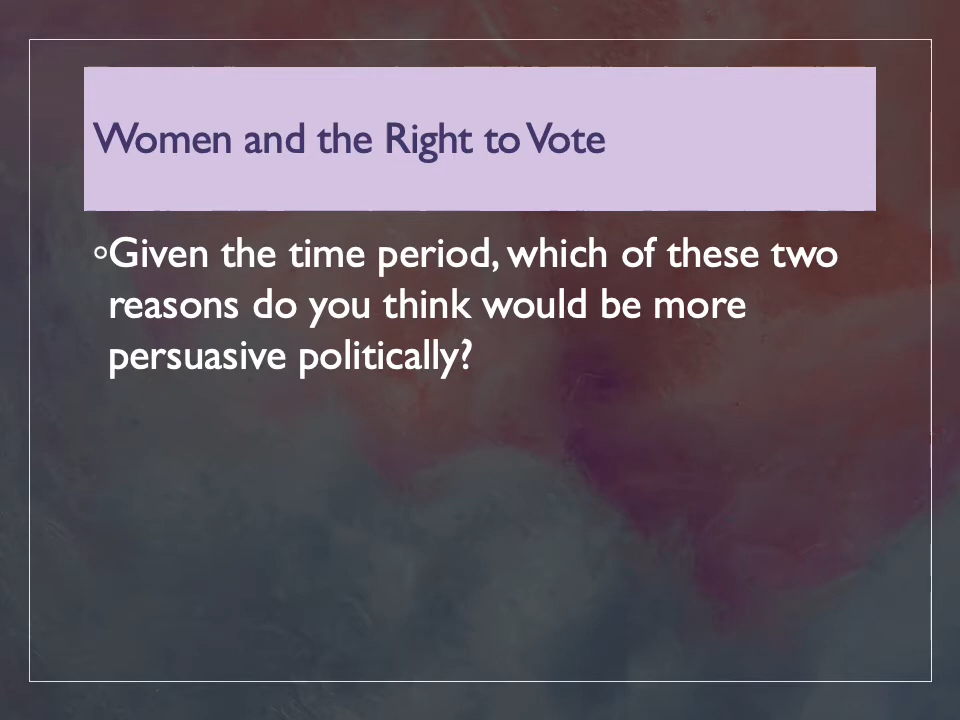 Women and the Right to Vote
◦Given the time period, which of these two
reasons do you think would be more
persuasive politically?